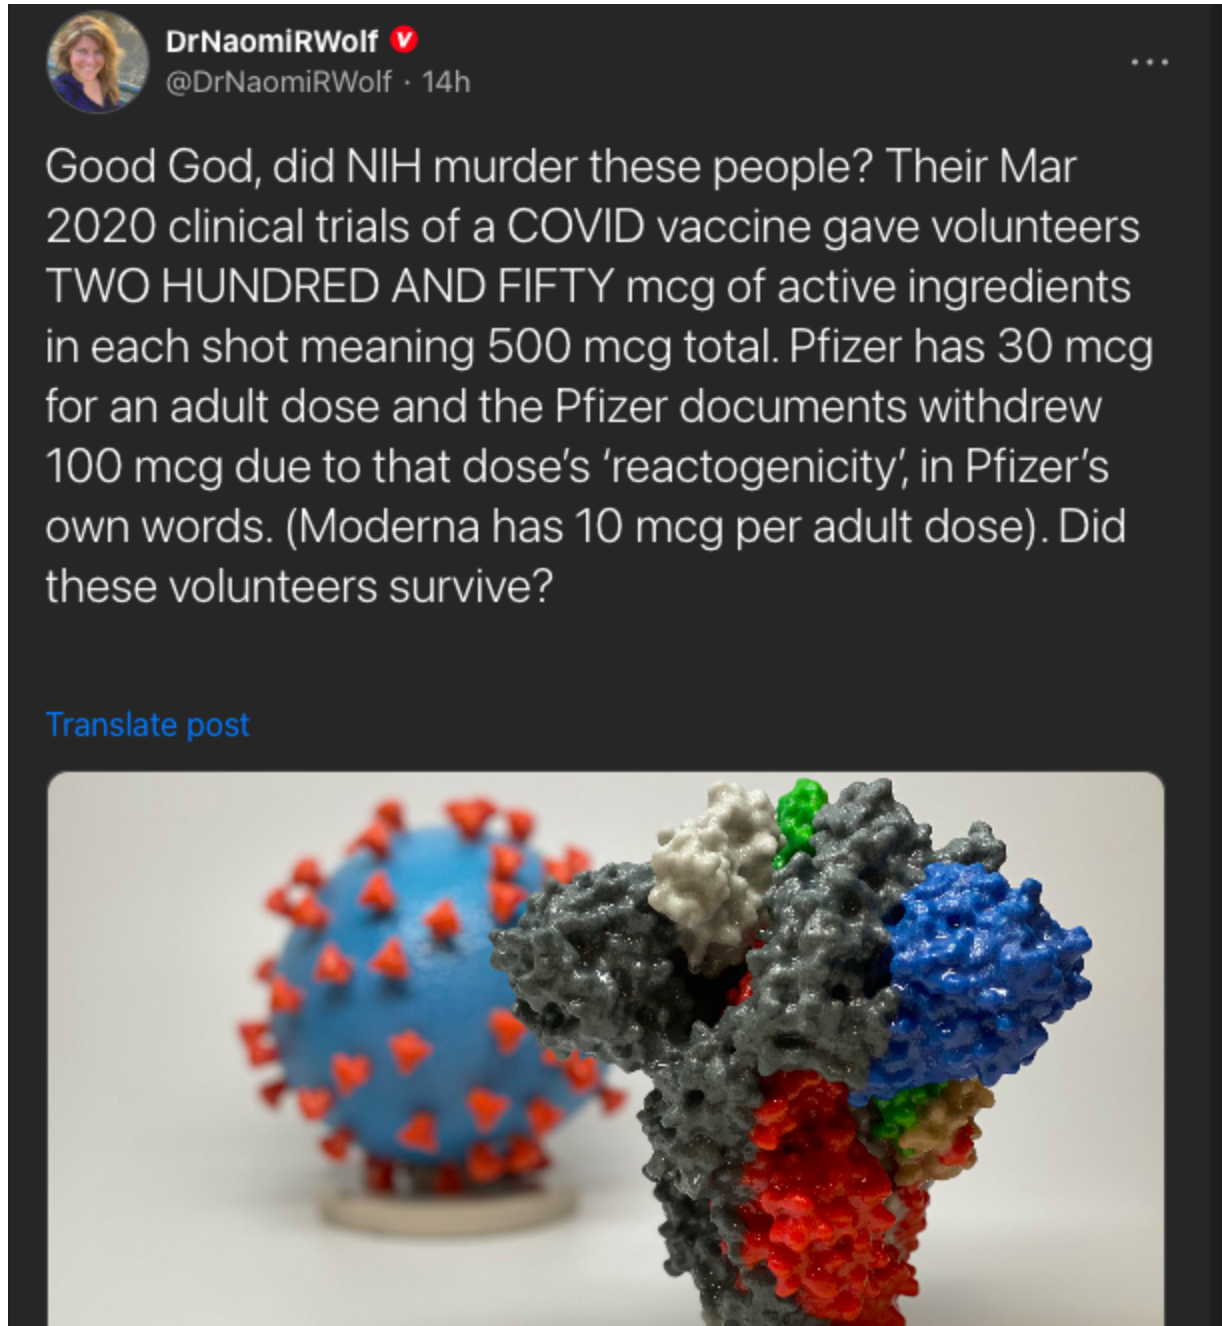 DrNaomiRWolf
@DrNaomiRWolf · 14h
Good God, did NIH murder these people? Their Mar
2020 clinical trials of a COVID vaccine gave volunteers
TWO HUNDRED AND FIFTY mcg of active ingredients
in each shot meaning 500 mcg total. Pfizer has 30 mcg
for an adult dose and the Pfizer documents withdrew
100 mcg due to that dose’s ‘reactogenicity’, in Pfizer’s
own words. (Moderna has 10 mcg per adult dose). Did
these volunteers survive?
Translate post